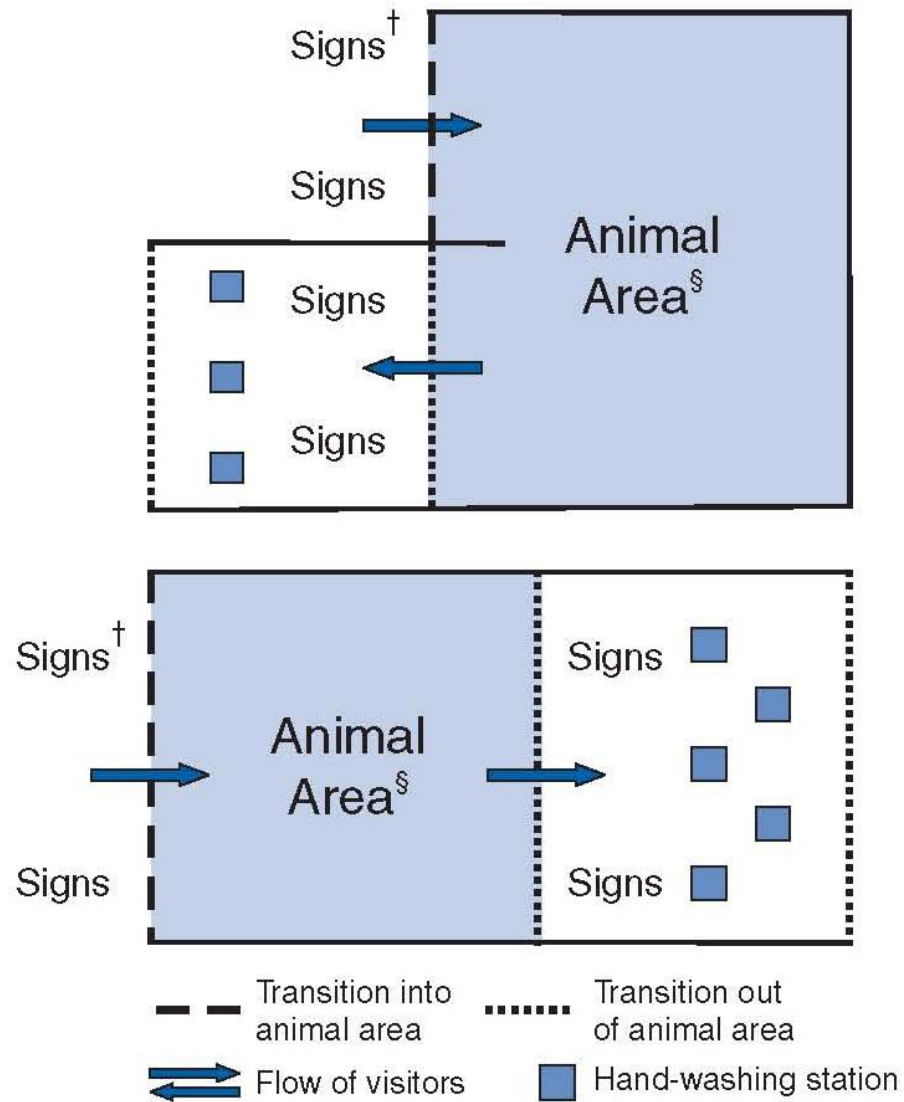 Signs†
Signs
Animal
Area§
Signs
Signs
Signs†
Animal
Area§
Signs
Signs
Signs
Transition into
animal area
Transition out
of animal area
Flow of visitors
Hand-washing station